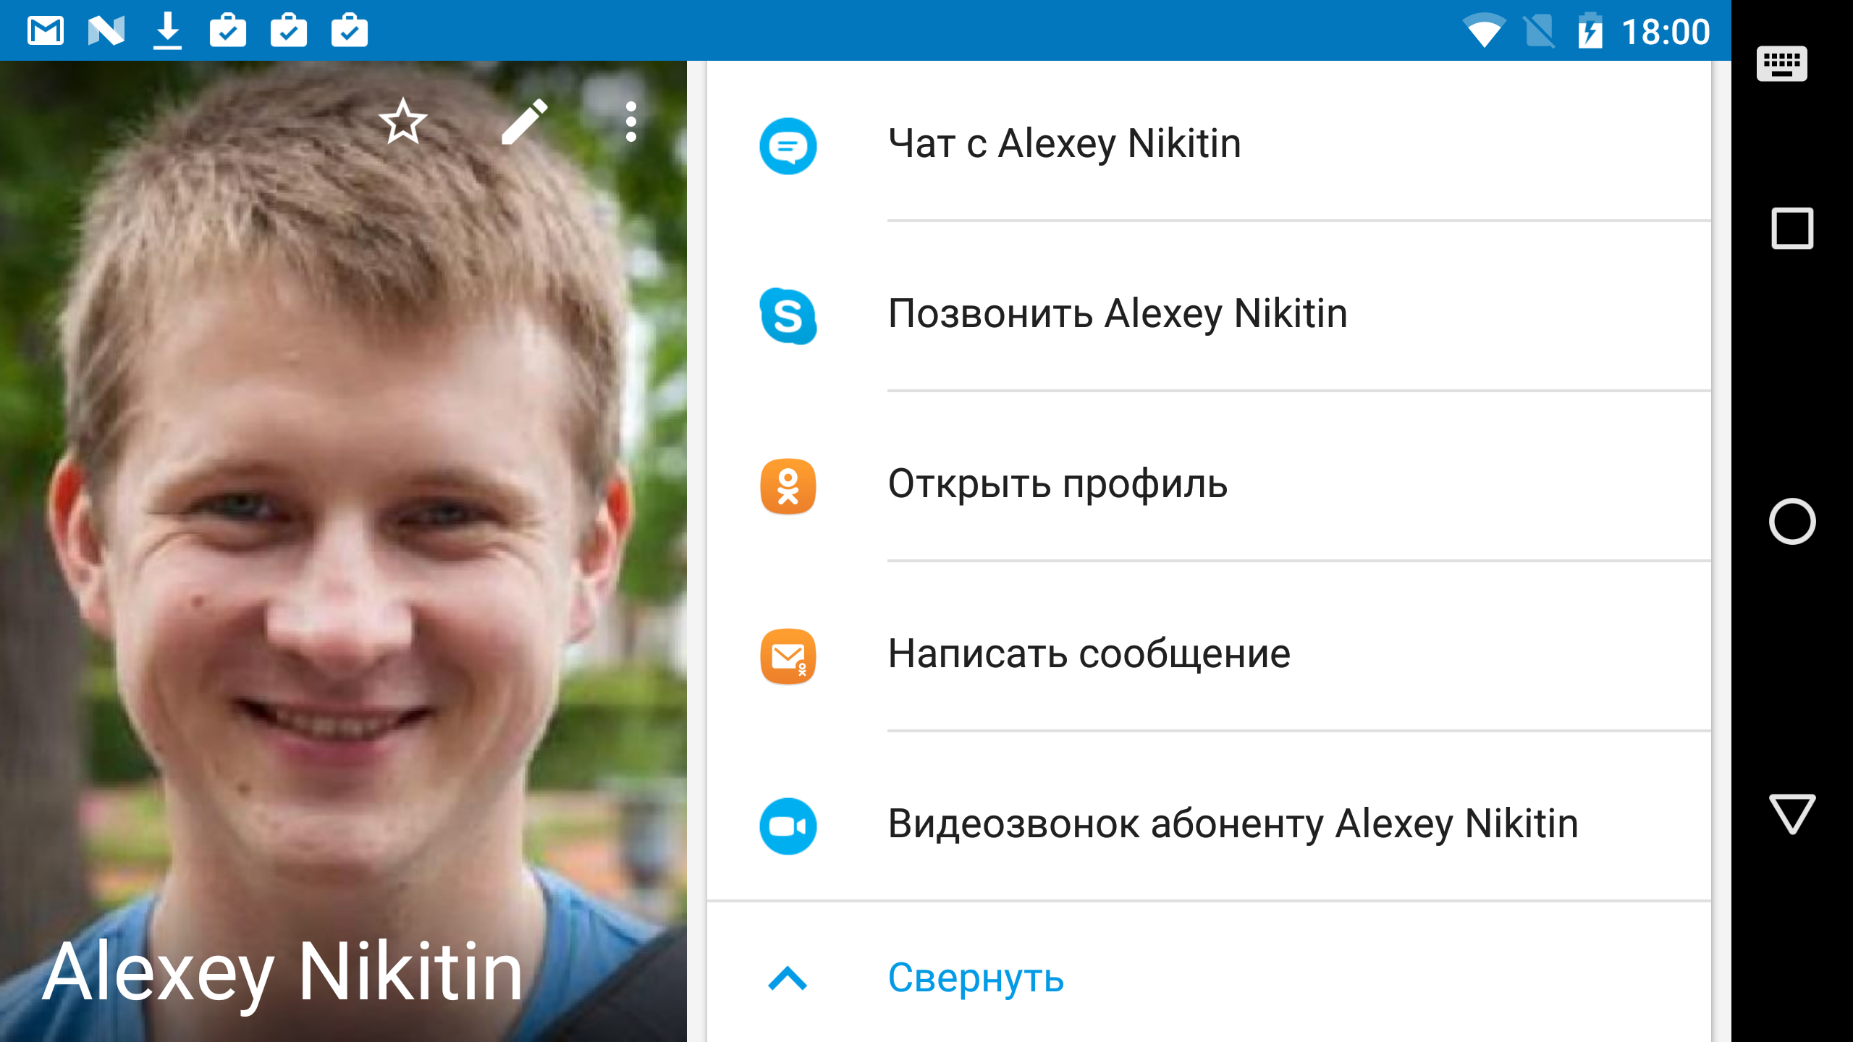 18:00
Alexey Nikitin
Чат с Alexey Nikitin
Позвонить Alexey Nikitin
Открыть профиль
Написать сообщение
Видеозвонок абоненту Alexey Nikitin
Свернуть